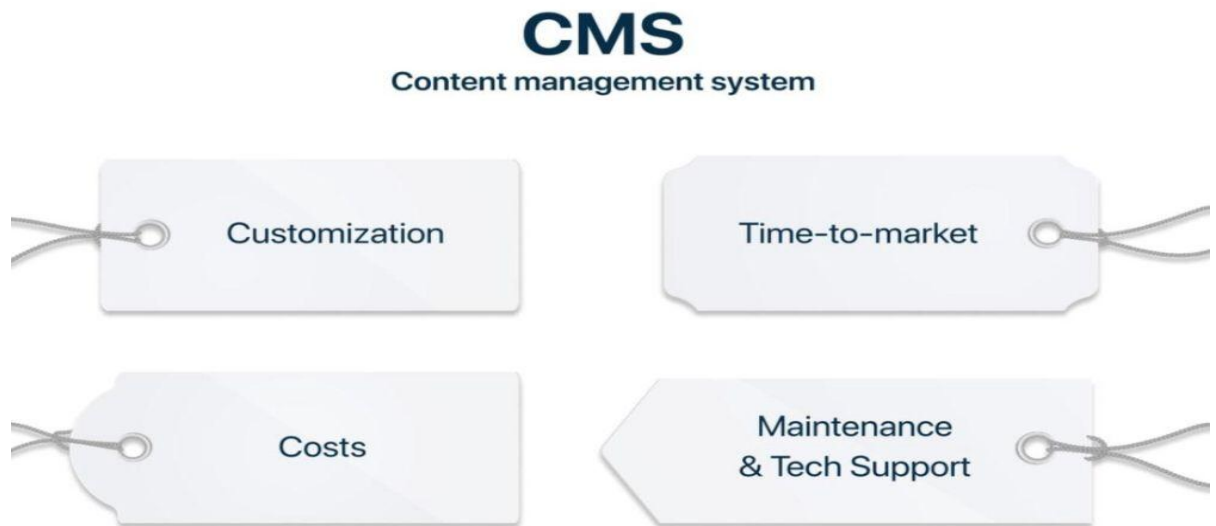 CMS
Content management system
Customization
Time-to-market
Costs
Maintenance
& Tech Support